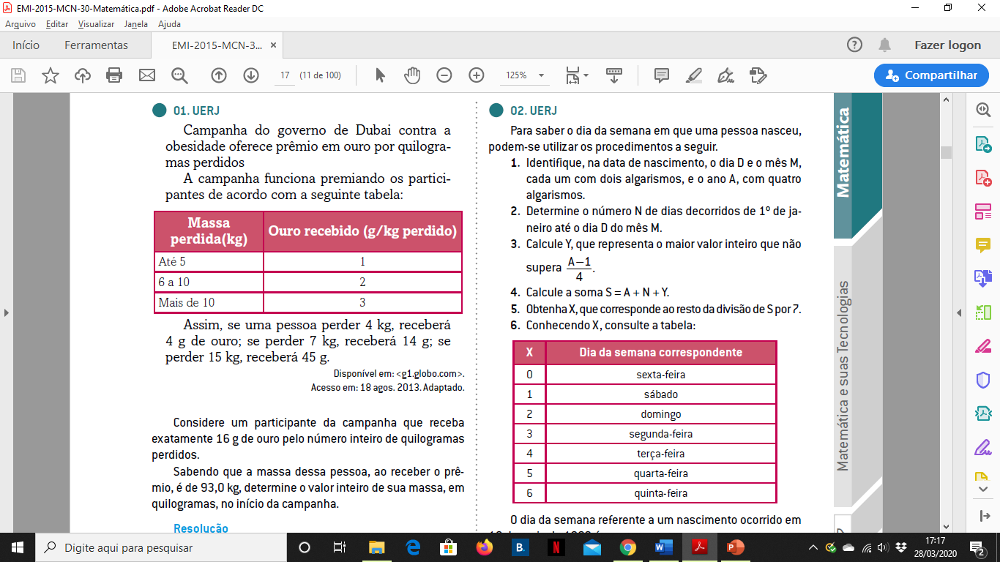 EMI-2015-MCN-30-Matemática.pdf - Adobe Acrobat Reader DC
Arquivo Editar Visualizar Janela Ajuda
Início Ferramentas EMI-2015-MCN-3... × Fazer logon
17 (11 de 100) 125% Compartilhar
01. UERJ
Campanha do governo de Dubai contra a
obesidade oferece prêmio em ouro por quilogra-
mas perdidos
A campanha funciona premiando os partici-
pantes de acordo com a seguinte tabela:
Massa
perdida(kg)
Ouro recebido (g/kg perdido)
Até 5 1
6 a 10 2
Mais de 10 3
Assim, se uma pessoa perder 4 kg, receberá
4 g de ouro; se perder 7 kg, receberá 14 g; se
perder 15 kg, receberá 45 g.
Disponível em: <g1.globo.com>.
Acesso em: 18 agos. 2013. Adaptado.
Considere um participante da campanha que receba
exatamente 16 g de ouro pelo número inteiro de quilogramas
perdidos.
Sabendo que a massa dessa pessoa, ao receber o prê-
mio, é de 93,0 kg, determine o valor inteiro de sua massa, em
quilogramas, no início da campanha.
Resolução
02. UERJ
Para saber o dia da semana em que uma pessoa nasceu,
podem-se utilizar os procedimentos a seguir.
1. Identifique, na data de nascimento, o dia D e o mês M,
cada um com dois algarismos, e o ano A, com quatro
algarismos.
2. Determine o número N de dias decorridos de 1º de ja-
neiro até o dia D do mês M.
3. Calcule Y, que representa o maior valor inteiro que não
supera A–1/4.
4. Calcule a soma S = A + N + Y.
5. Obtenha X, que corresponde ao resto da divisão de S por 7.
6. Conhecendo X, consulte a tabela:
X Dia da semana correspondente
0 sexta-feira
1 sábado
2 domingo
3 segunda-feira
4 terça-feira
5 quarta-feira
6 quinta-feira
O dia da semana referente a um nascimento ocorrido em
Matemática
Matemática e suas Tecnologias
Digite aqui para pesquisar
17:17
28/03/2020
2